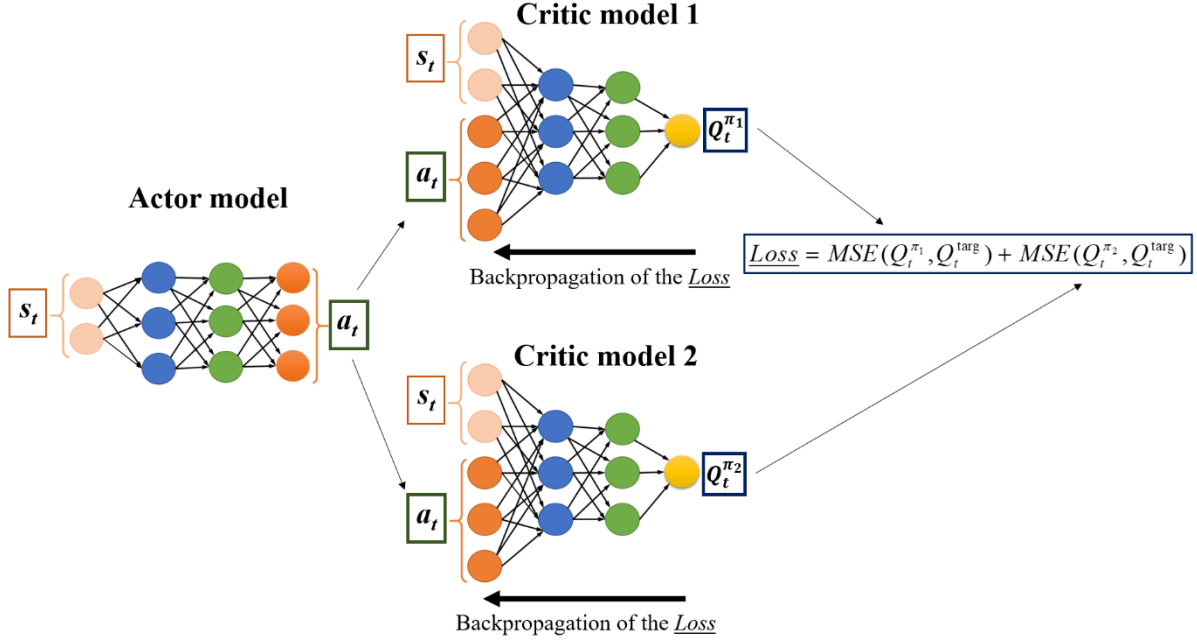 Critic model 1
s_t
a_t
Q_t^{π_1}
Backpropagation of the Loss
Actor model
s_t
a_t
Loss = MSE(Q_t^{π_1}, Q_t^{targ}) + MSE(Q_t^{π_2}, Q_t^{targ})
Critic model 2
s_t
a_t
Q_t^{π_2}
Backpropagation of the Loss